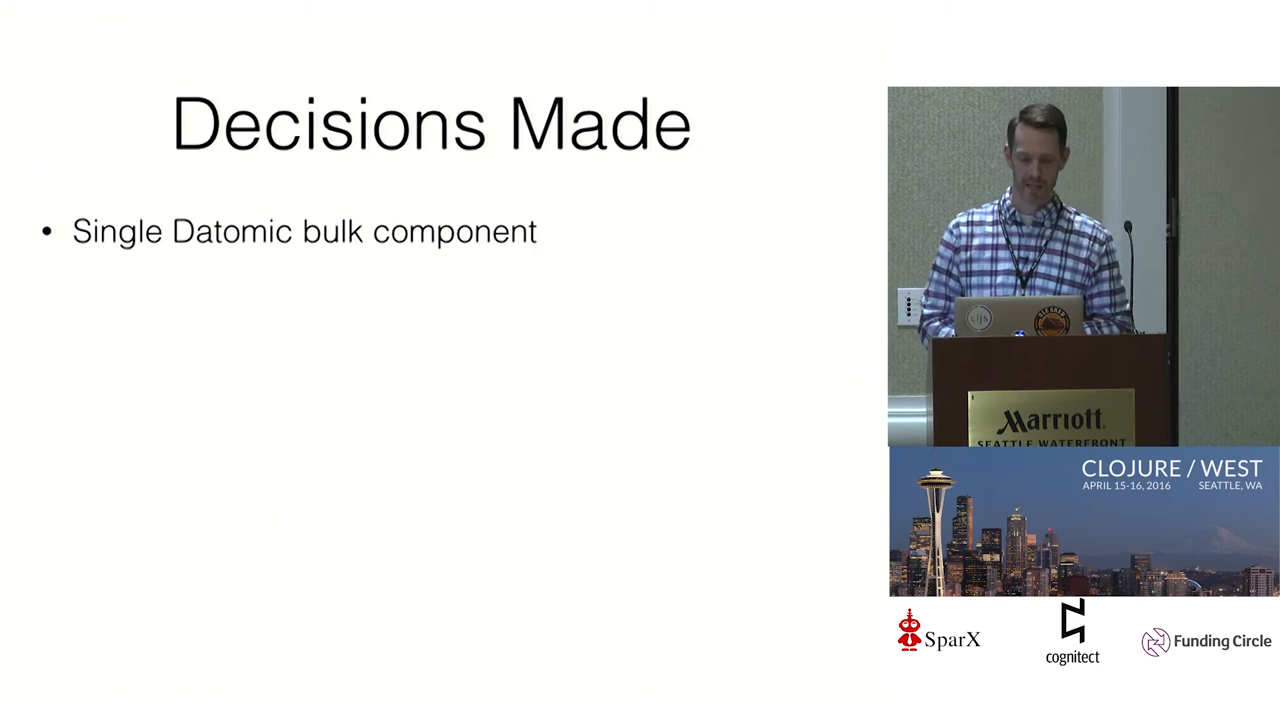 Decisions Made
• Single Datomic bulk component
cljs
Marriott
SEATTLE WATERFRONT
CLOJURE / WEST
APRIL 15-16, 2016 SEATTLE, WA
SparX
cognitect
Funding Circle